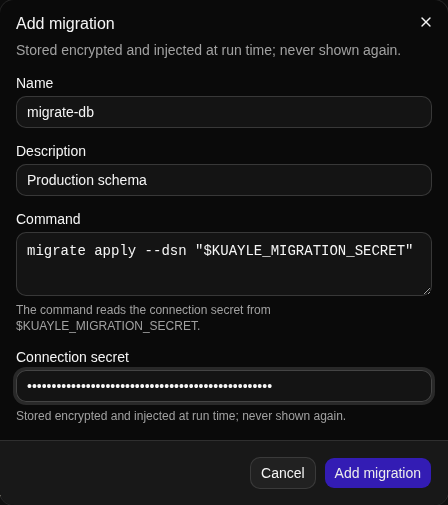 Add migration
Stored encrypted and injected at run time; never shown again.
Name
migrate-db
Description
Production schema
Command
migrate apply --dsn "$KUAYLE_MIGRATION_SECRET"
The command reads the connection secret from
$KUAYLE_MIGRATION_SECRET.
Connection secret
••••••••••••••••••••••••••••••••••••••••••••••••••
Stored encrypted and injected at run time; never shown again.
Cancel
Add migration